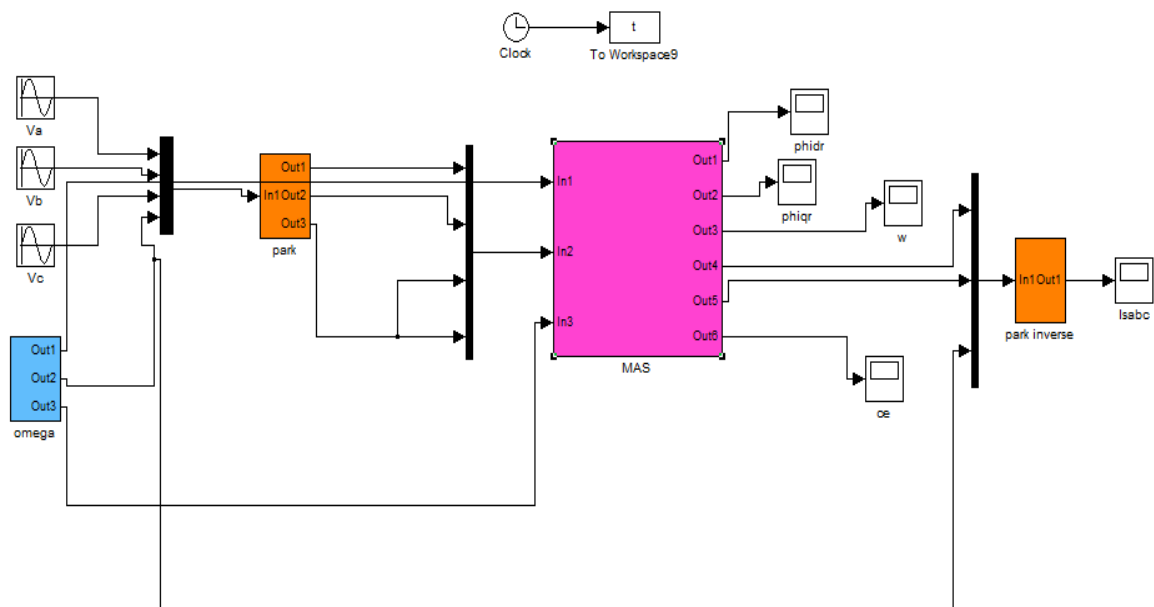 t
Clock
To Workspace9
Va
Vb
Vc
Out1
In1 Out2
Out3
park
Out1
Out2
Out3
omega
In1
In2
In3
Out1
Out2
Out3
Out4
Out5
Out6
MAS
phidr
phiqr
w
ce
In1 Out1
park inverse
Isabc